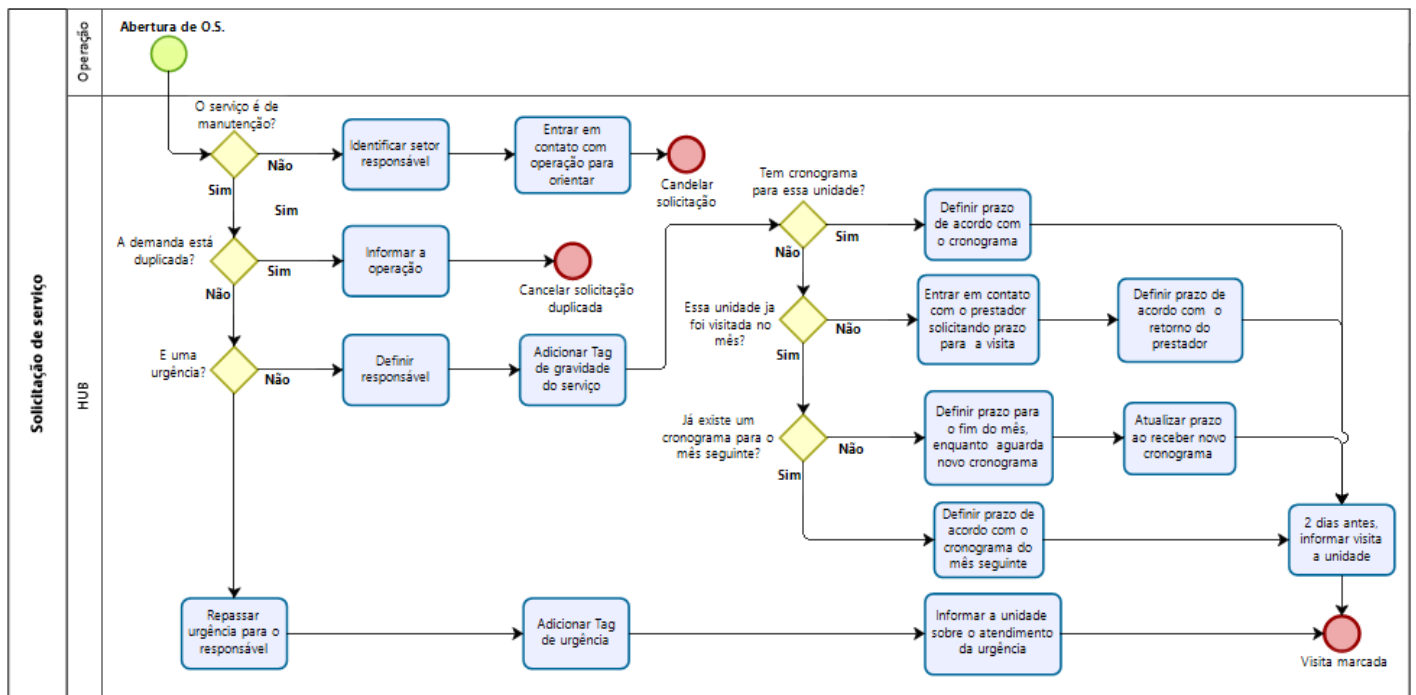 Solicitação de serviço
Operação
HUB
Abertura de O.S.
O serviço é de
manutenção?
Não
Sim
Identificar setor
responsável
Entrar em
contato com
operação para
orientar
Candelar
solicitação
Sim
A demanda está
duplicada?
Sim
Não
Informar a
operação
Cancelar solicitação
duplicada
E uma
urgência?
Não
Definir
responsável
Adicionar Tag
de gravidade
do serviço
Tem cronograma
para essa unidade?
Sim
Não
Definir prazo
de acordo com
o cronograma
Essa unidade ja
foi visitada no
mês?
Não
Sim
Entrar em contato
com o prestador
solicitando prazo
para a visita
Definir prazo de
acordo com o
retorno do
prestador
Já existe um
cronograma para o
mês seguinte?
Não
Sim
Definir prazo para
o fim do mês,
enquanto aguarda
novo cronograma
Atualizar prazo
ao receber novo
cronograma
Definir prazo de
acordo com o
cronograma do
mês seguinte
2 dias antes,
informar visita
a unidade
Repassar
urgência para o
responsável
Adicionar Tag
de urgência
Informar a unidade
sobre o atendimento
da urgência
Visita marcada